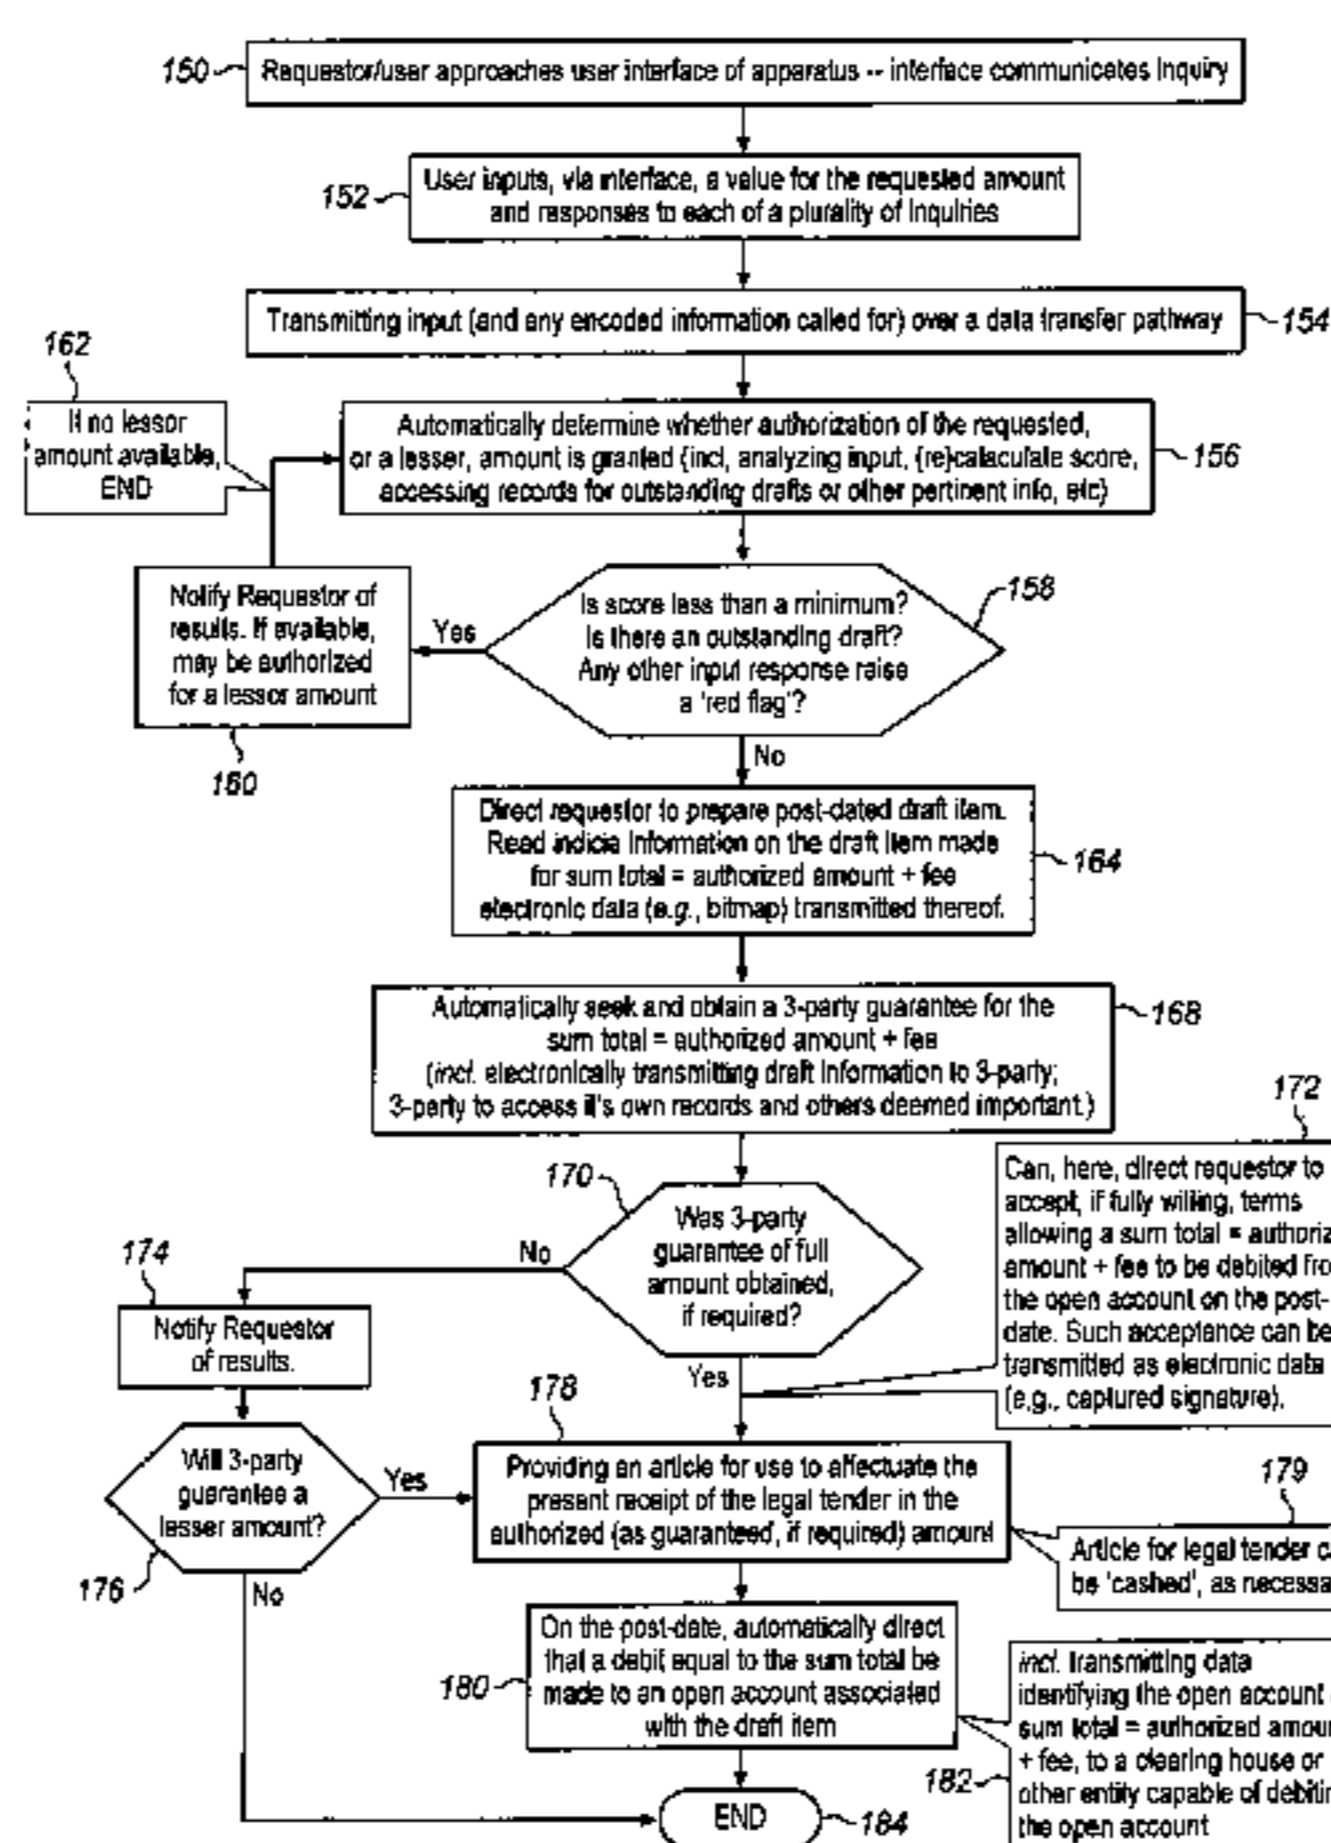 150
Requestor/user approaches user interface of apparatus -- interface communicates Inquiry
152
User inputs, via interface, a value for the requested amount
and responses to each of a plurality of Inquiries
Transmitting input (and any encoded information called for) over a data transfer pathway
154
162
If no lessor
amount available,
END
Automatically determine whether authorization of the requested,
or a lesser, amount is granted (incl, analyzing input, (re)calaculate score,
accessing records for outstanding drafts or other pertinent info, etc)
156
Notify Requestor of
results. If available,
may be authorized
for a lessor amount
160
Yes
Is score less than a minimum?
Is there an outstanding draft?
Any other input response raise
a 'red flag'?
158
No
Direct requestor to prepare post-dated draft item.
Read indicia Information on the draft Item made
for sum total = authorized amount + fee
electronic data (e.g., bitmap) transmitted thereof.
164
Automatically seek and obtain a 3-party guarantee for the
sum total = authorized amount + fee
(incl. electronically transmitting draft Information to 3-party;
3-party to access it's own records and others deemed important.)
168
170
Was 3-party
guarantee of full
amount obtained,
if required?
No
Yes
172
Can, here, direct requestor to
accept, if fully willing, terms
allowing a sum total = authoriz
amount + fee to be debited fro
the open account on the post-
date. Such acceptance can be
transmitted as electronic data
(e.g., captured signature).
174
Notify Requestor
of results.
Will 3-party
guarantee a
lesser amount?
176
Yes
No
178
Providing an article for use to affectuate the
present receipt of the legal tender in the
authorized (as guaranteed, if required) amount
179
Article for legal tender c
be 'cashed', as necessa
180
On the post-date, automatically direct
that a debit equal to the sum total be
made to an open account associated
with the draft item
182
incl. transmitting data
identifying the open account
sum total = authorized amou
+ fee, to a clearing house or
other entity capable of debitin
the open account
END
184